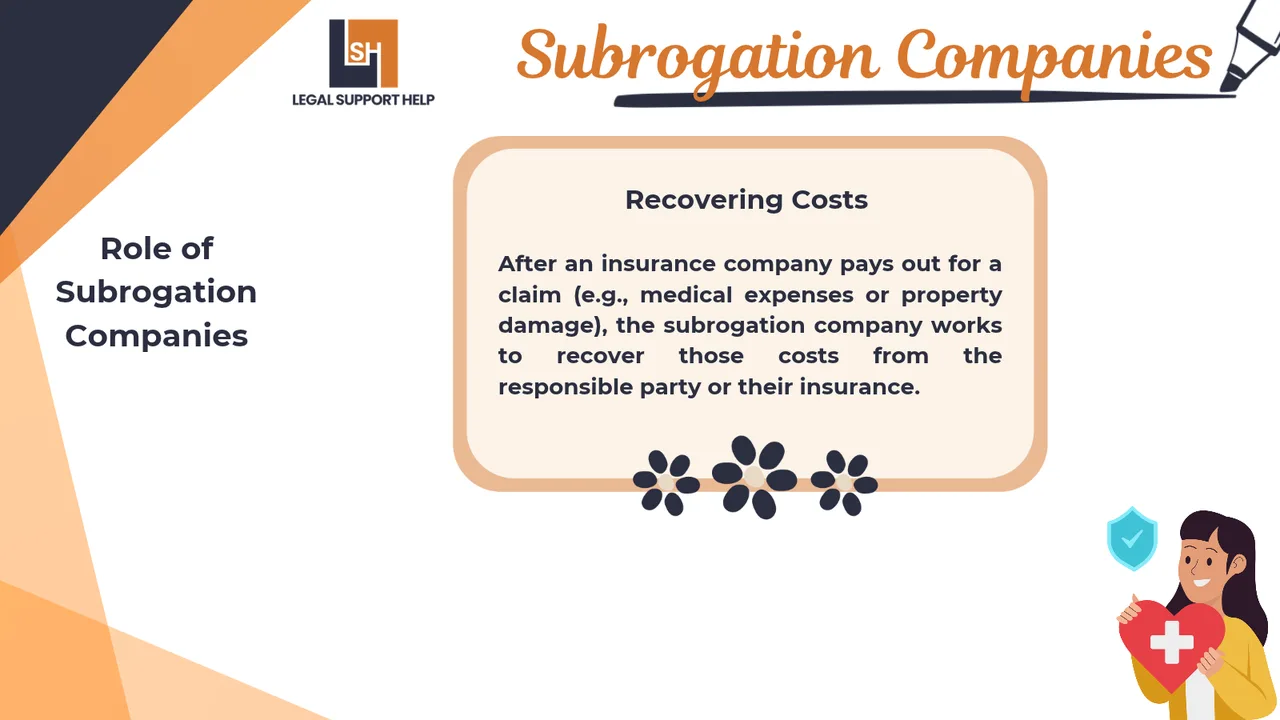 SH
LEGAL SUPPORT HELP
Subrogation Companies
Role of
Subrogation
Companies
Recovering Costs
After an insurance company pays out for a
claim (e.g., medical expenses or property
damage), the subrogation company works
to recover those costs from the
responsible party or their insurance.